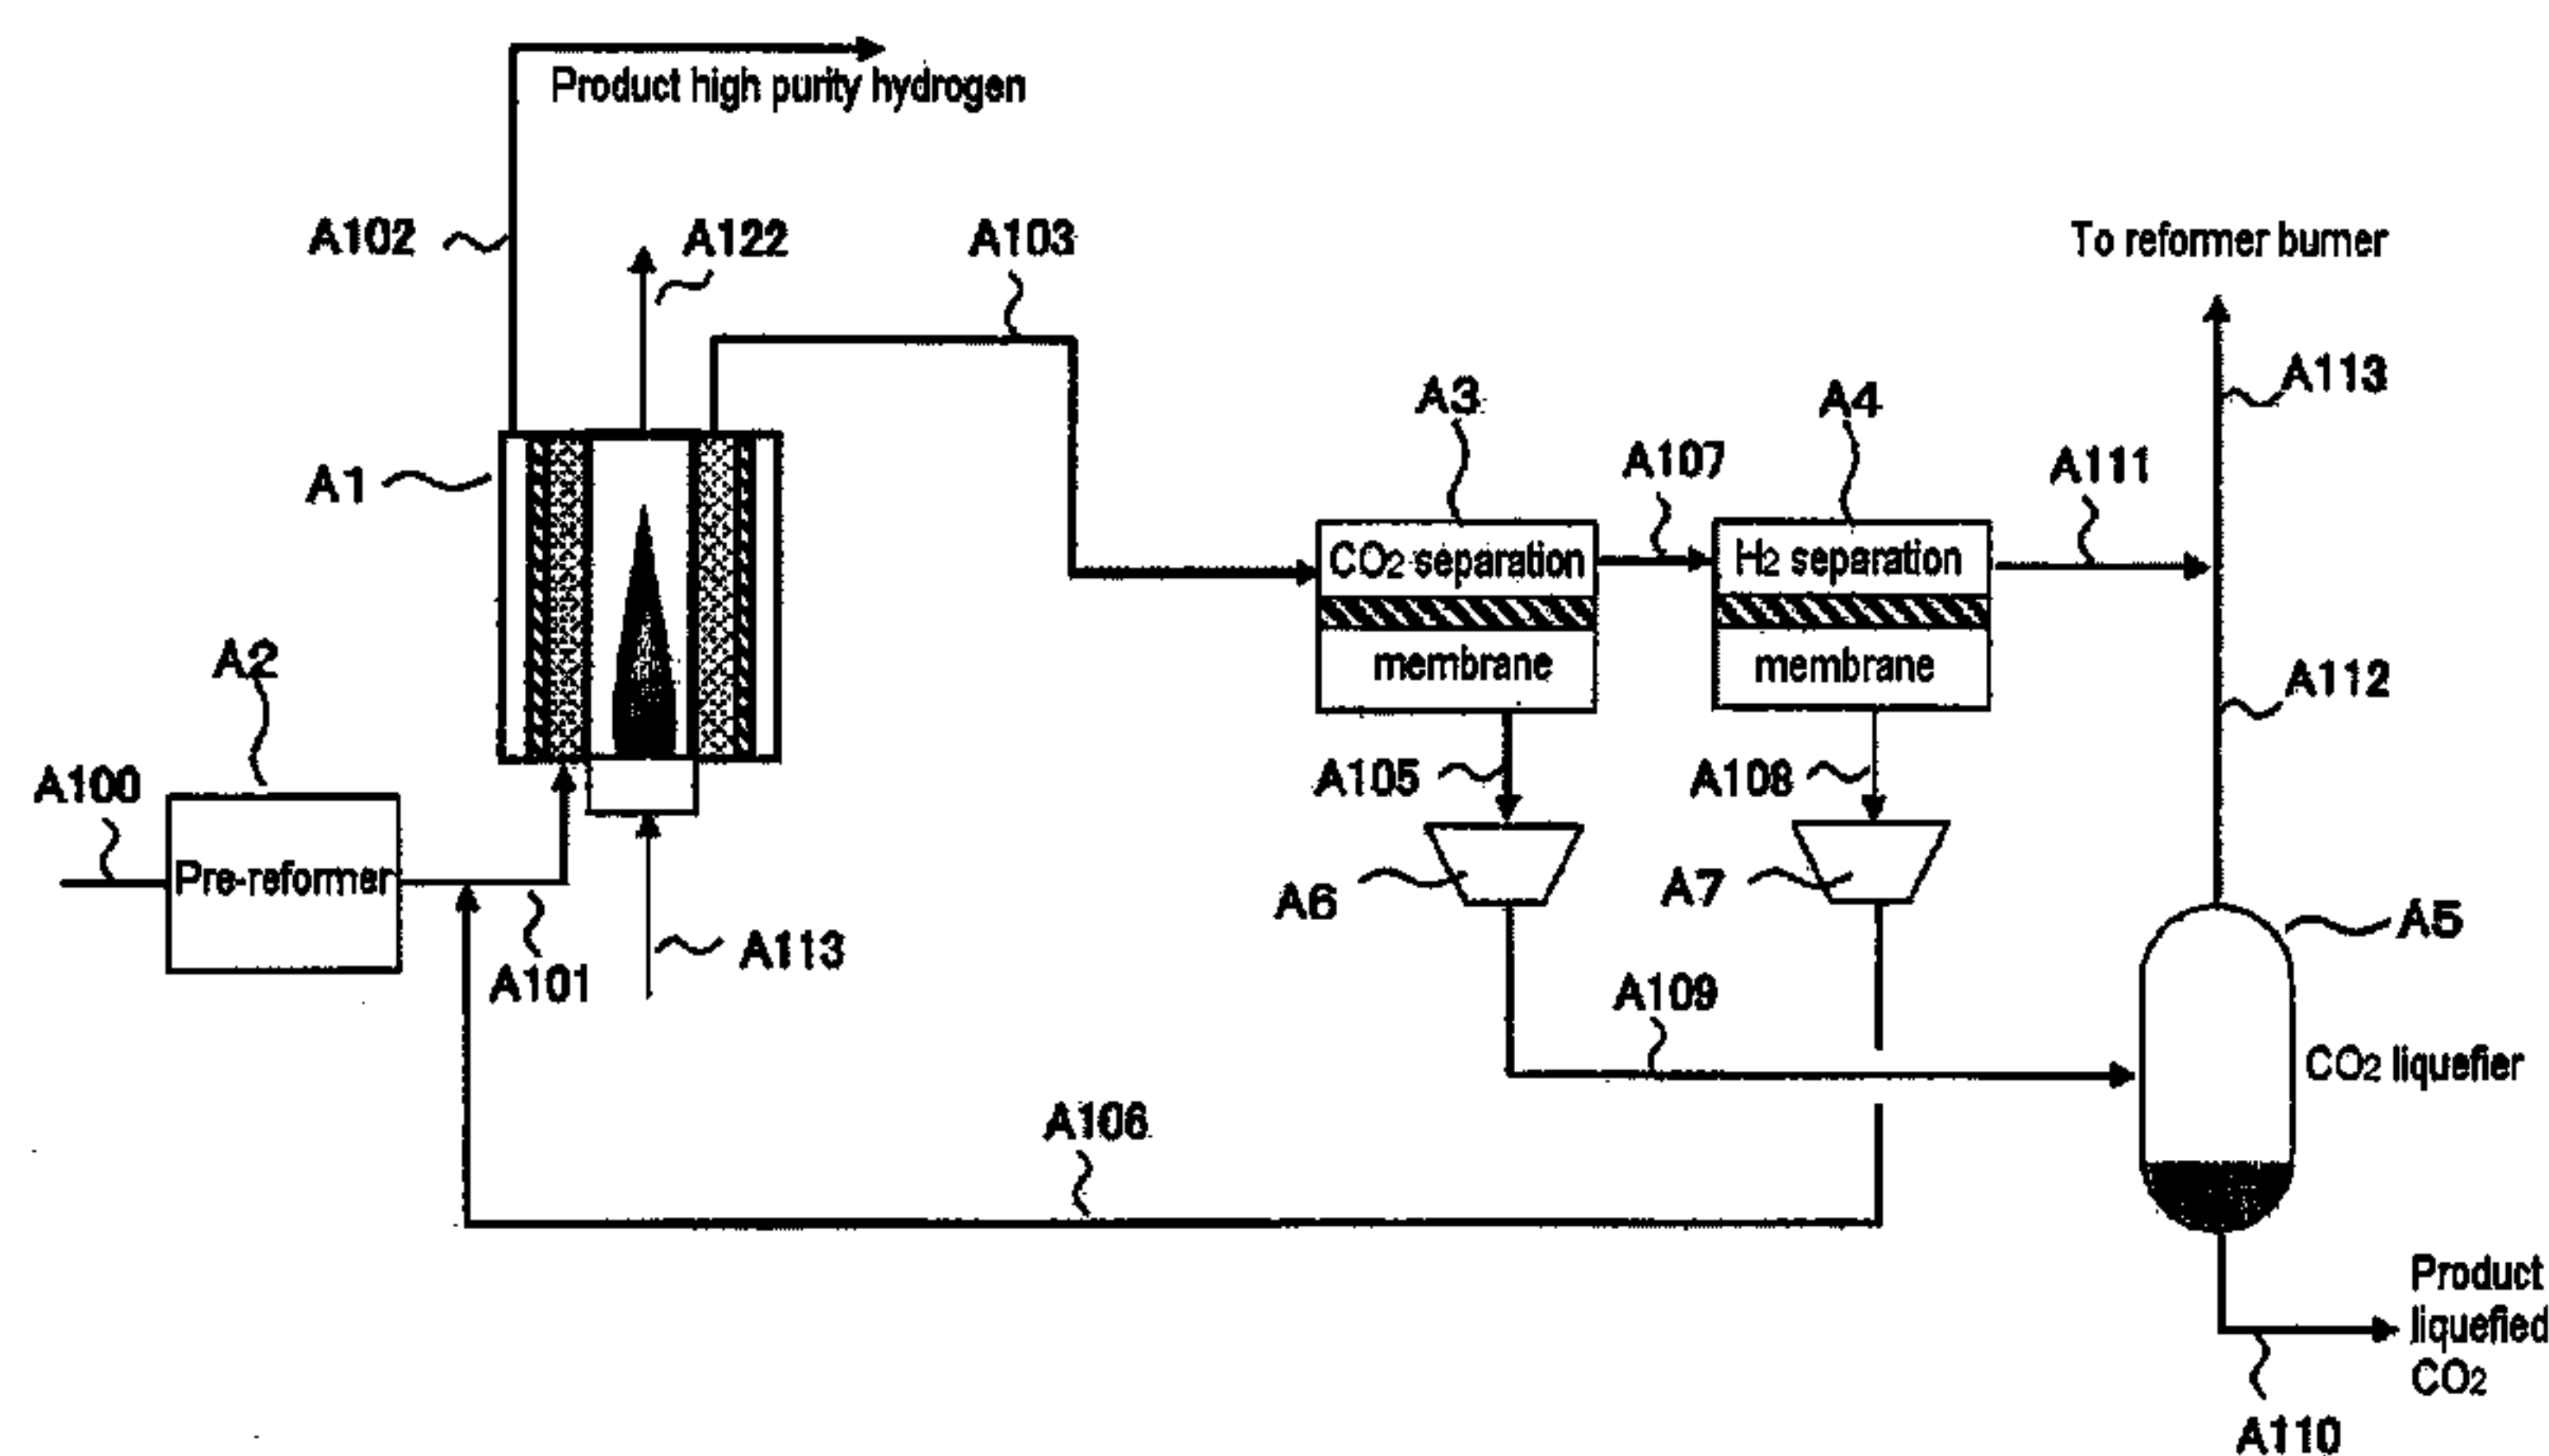 Product high purity hydrogen
A102
A122
A103
To reformer burner
A113
A3
A4
A107
A111
A1
CO2 separation
H2 separation
membrane
membrane
A2
A112
A100
A105
A108
Pre-reformer
A6
A7
A5
A113
A101
A109
CO2 liquefier
A106
Product
liquefied
CO2
A110